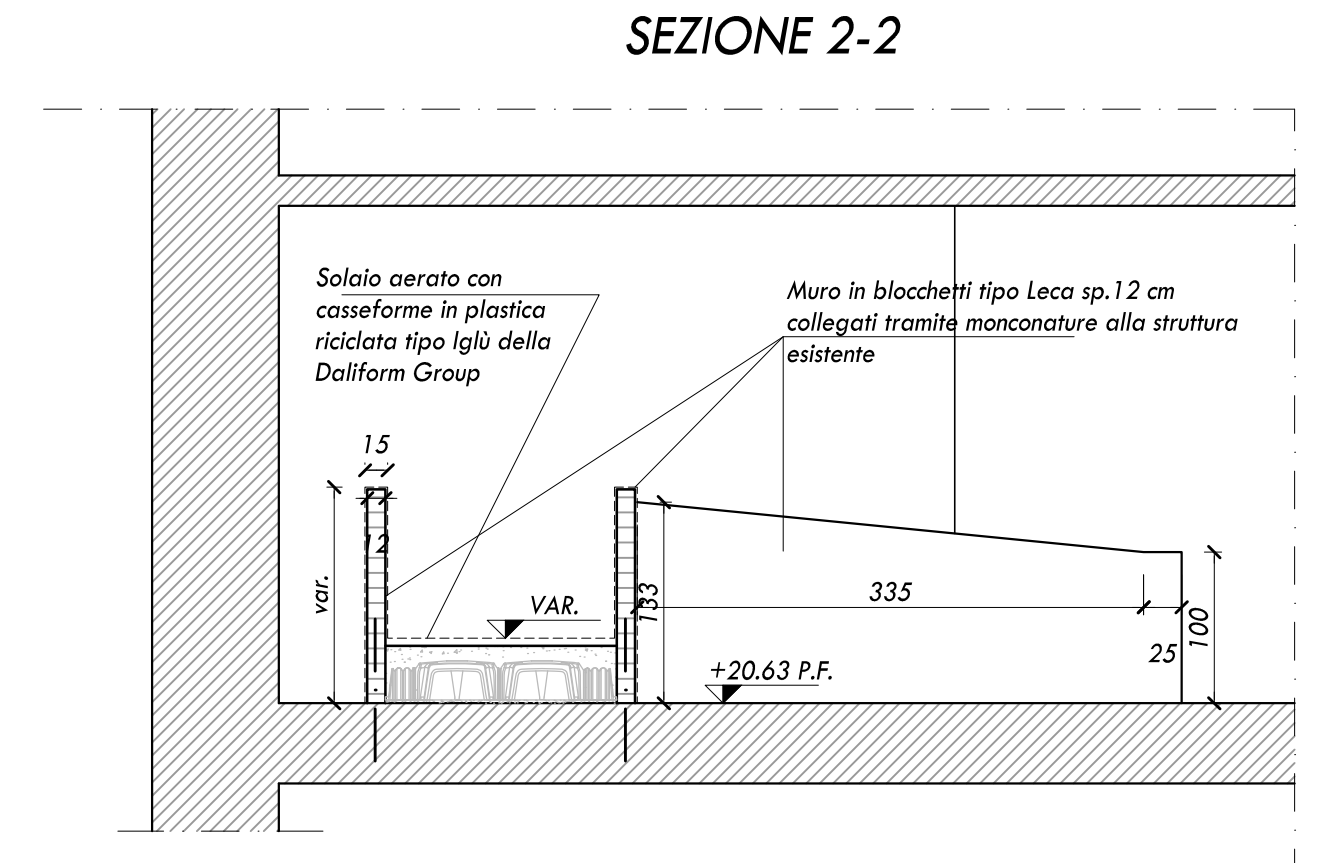 SEZIONE 2-2
Solaio aerato con
casseforme in plastica
riciclata tipo Iglù della
Daliform Group
Muro in blocchetti tipo Leca sp.12 cm
collegati tramite monconature alla struttura
esistente
15
12
var.
VAR.
133
335
100
25
+20.63 P.F.